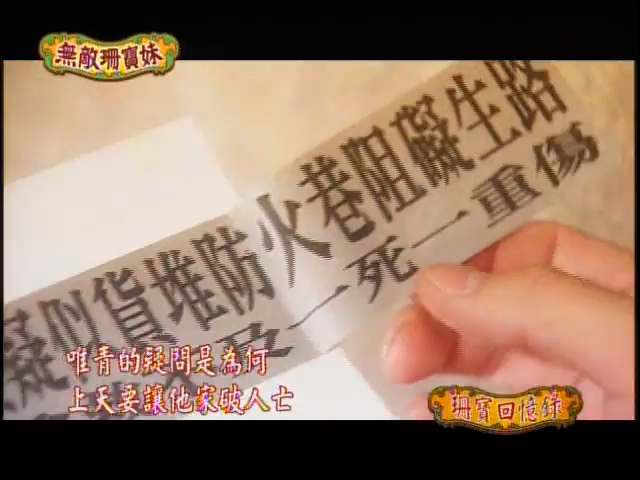 無敵珊寶妹
疑似貨堆防火巷阻礙生路
一死一重傷
唯青的疑問是為何
上天要讓他家破人亡
珊寶回憶錄